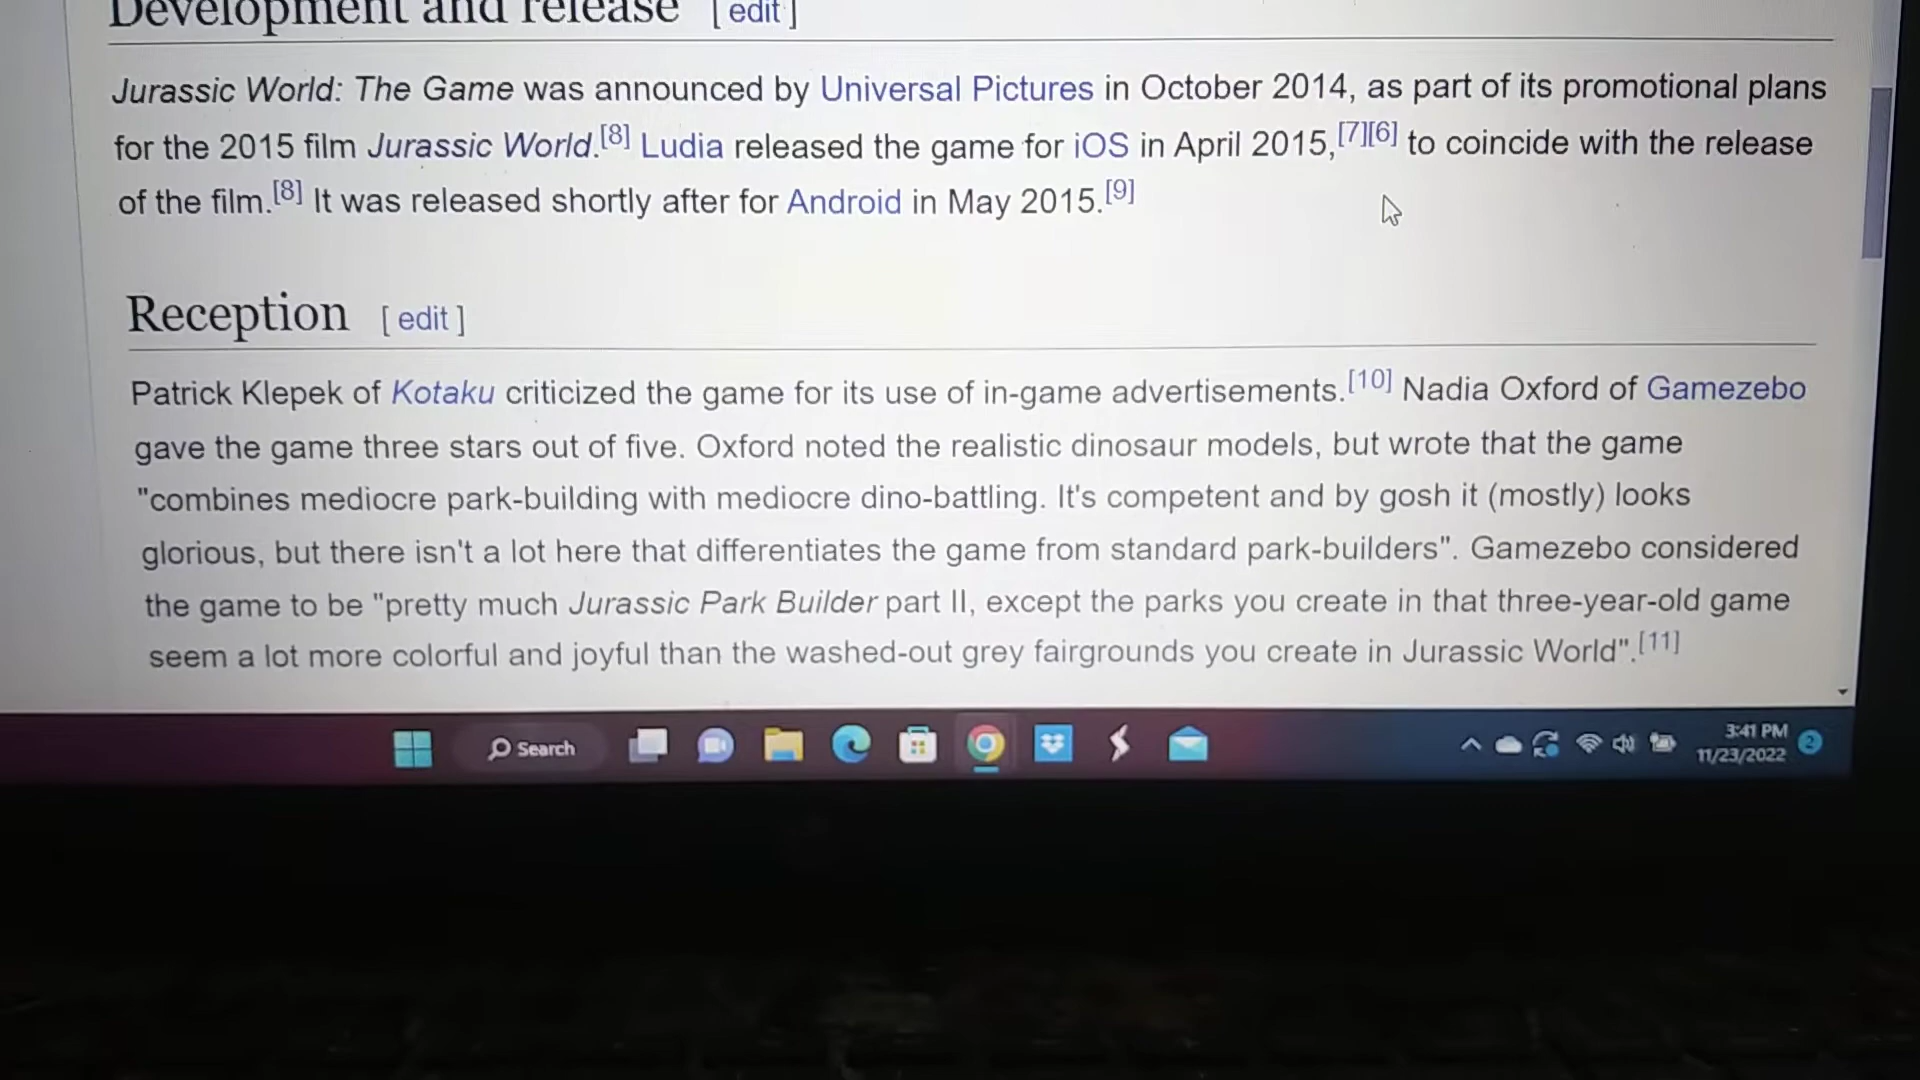 Development and release [ edit ]
Jurassic World: The Game was announced by Universal Pictures in October 2014, as part of its promotional plans
for the 2015 film Jurassic World.[8] Ludia released the game for iOS in April 2015,[7][6] to coincide with the release
of the film.[8] It was released shortly after for Android in May 2015.[9]
Reception [ edit ]
Patrick Klepek of Kotaku criticized the game for its use of in-game advertisements.[10] Nadia Oxford of Gamezebo
gave the game three stars out of five. Oxford noted the realistic dinosaur models, but wrote that the game
"combines mediocre park-building with mediocre dino-battling. It's competent and by gosh it (mostly) looks
glorious, but there isn't a lot here that differentiates the game from standard park-builders". Gamezebo considered
the game to be "pretty much Jurassic Park Builder part II, except the parks you create in that three-year-old game
seem a lot more colorful and joyful than the washed-out grey fairgrounds you create in Jurassic World".[11]
Search
3:41 PM
11/23/2022
2